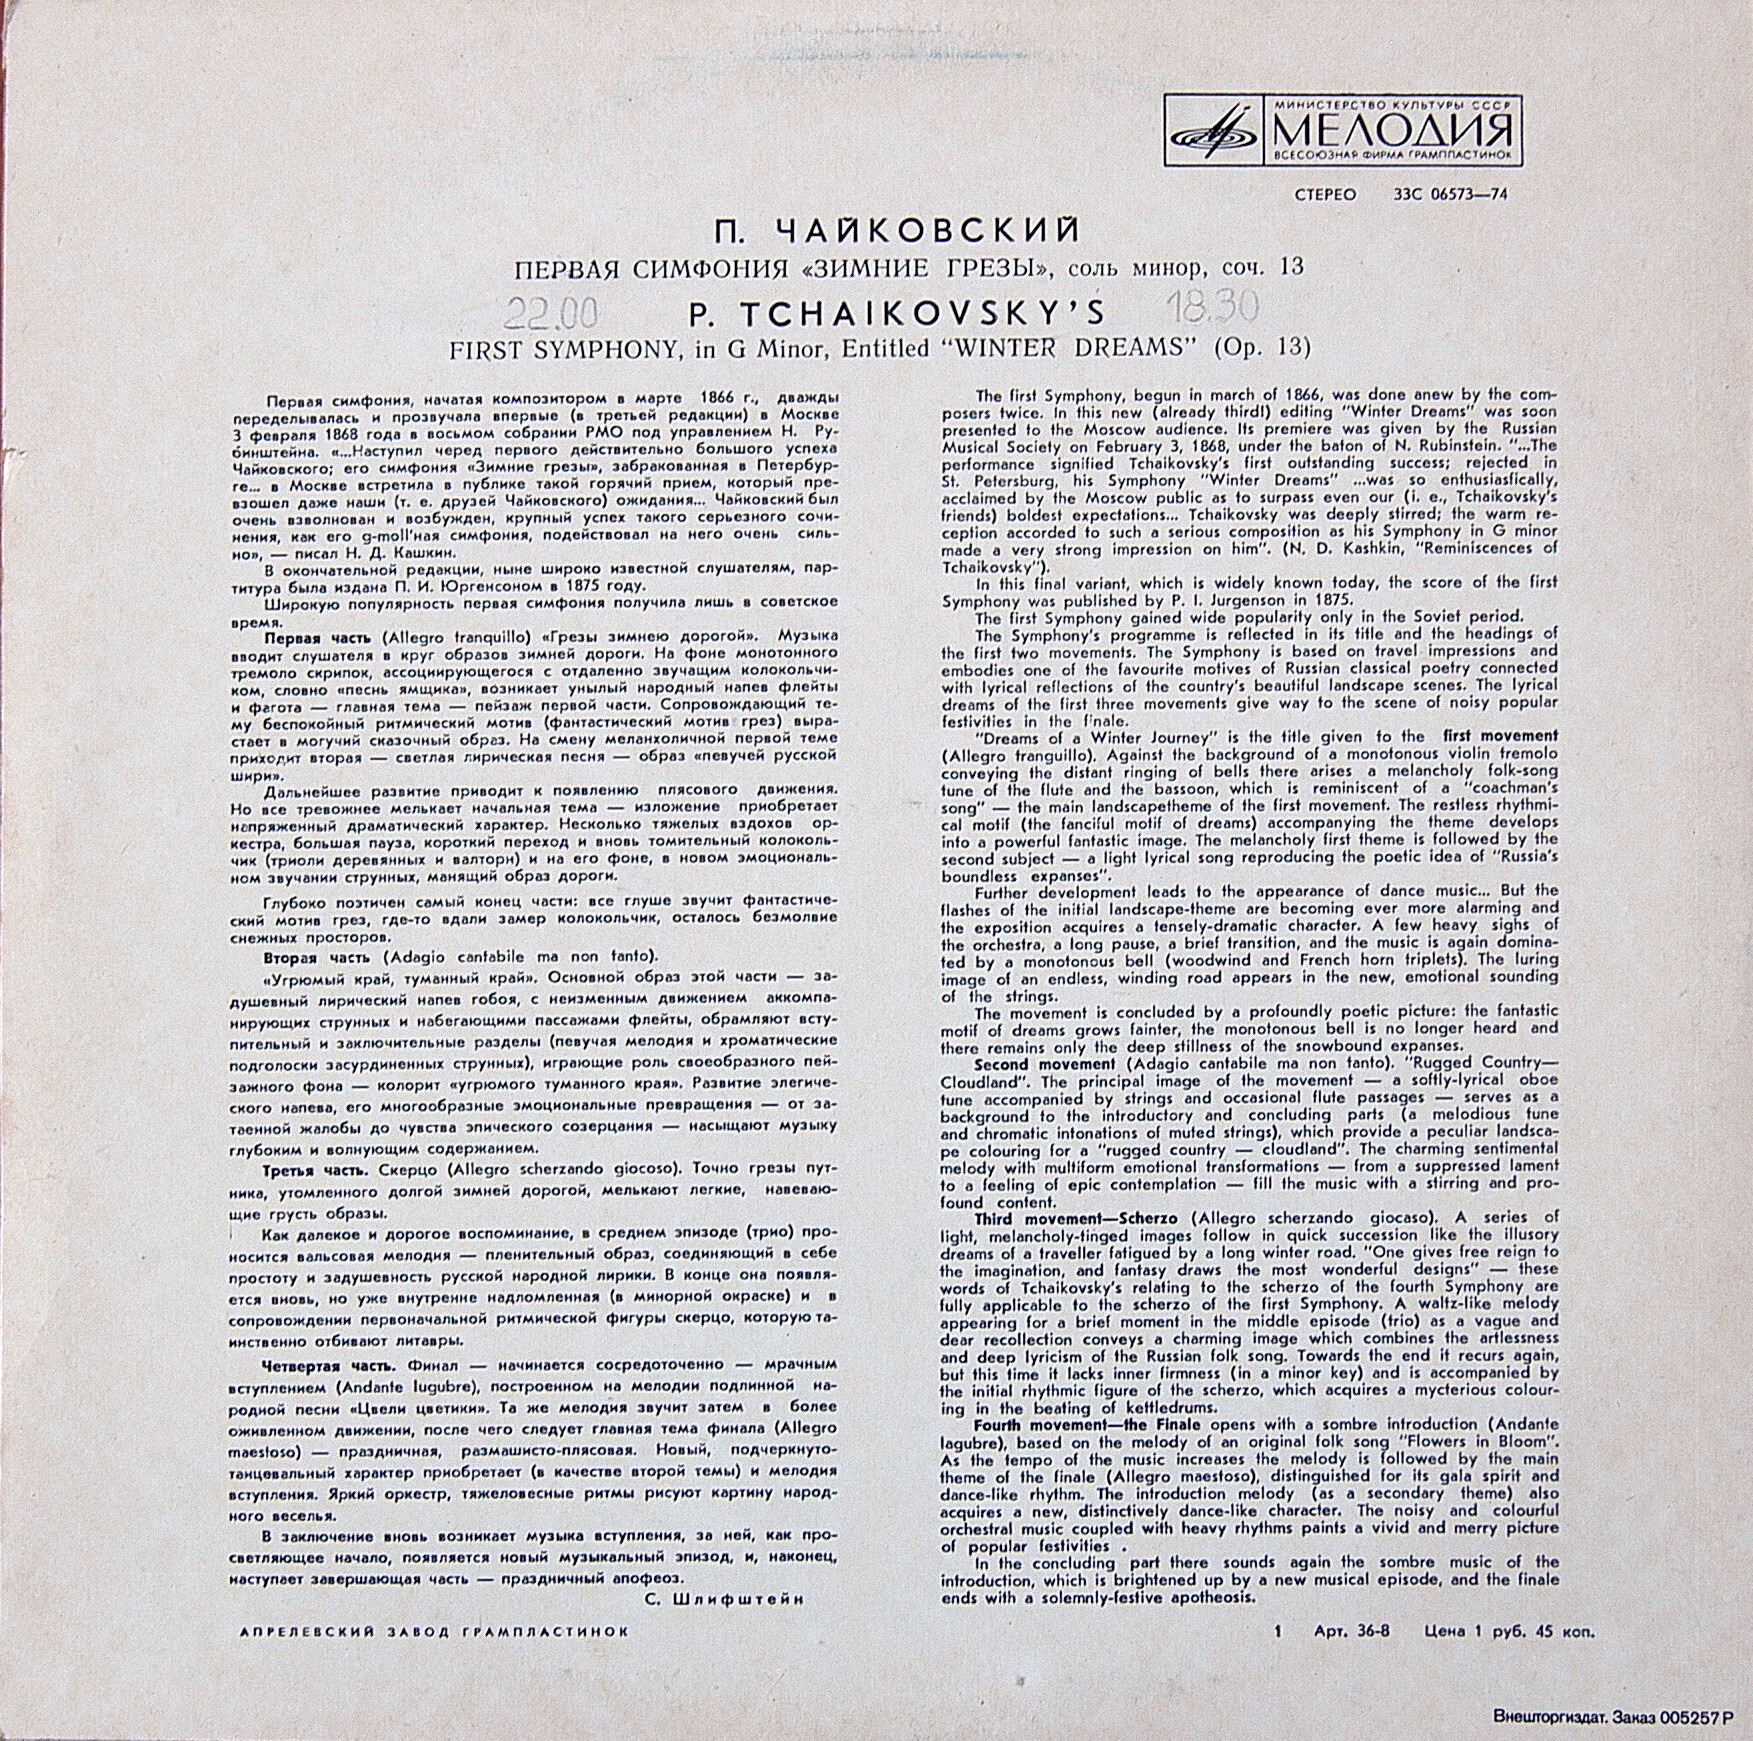 МИНИСТЕРСТВО КУЛЬТУРЫ СССР
МЕЛОДИЯ
ВСЕСОЮЗНАЯ ФИРМА ГРАМПЛАСТИНОК
СТЕРЕО 33С 06573—74
П. ЧАЙКОВСКИЙ
ПЕРВАЯ СИМФОНИЯ «ЗИМНИЕ ГРЕЗЫ», соль минор, соч. 13
22.00 P. TCHAIKOVSKY'S 18.30
FIRST SYMPHONY, in G Minor, Entitled "WINTER DREAMS" (Op. 13)
Первая симфония, начатая композитором в марте 1866 г., дважды
переделывалась и прозвучала впервые (в третьей редакции) в Москве
3 февраля 1868 года в восьмом собрании РМО под управлением Н. Ру-
бинштейна. «...Наступил черед первого действительно большого успеха
Чайковского; его симфония «Зимние грезы», забракованная в Петербур-
ге... в Москве встретила в публике такой горячий прием, который пре-
взошел даже наши (т. е. друзей Чайковского) ожидания... Чайковский был
очень взволнован и возбужден, крупный успех такого серьезного сочи-
нения, как его g-moll'ная симфония, подействовал на него очень силь-
но», — писал Н. Д. Кашкин.
В окончательной редакции, ныне широко известной слушателям, пар-
титура была издана П. И. Юргенсоном в 1875 году.
Широкую популярность первая симфония получила лишь в советское
время.
Первая часть (Allegro tranquillo) «Грезы зимнею дорогой». Музыка
вводит слушателя в круг образов зимней дороги. На фоне монотонного
тремоло скрипок, ассоциирующегося с отдаленно звучащим колокольчи-
ком, словно «песнь ямщика», возникает унылый народный напев флейты
и фагота — главная тема — пейзаж первой части. Сопровождающий те-
му беспокойный ритмический мотив (фантастический мотив грез) выра-
стает в могучий сказочный образ. На смену меланхоличной первой теме
приходит вторая — светлая лирическая песня — образ «певучей русской
шири».
Дальнейшее развитие приводит к появлению плясового движения.
Но все тревожнее мелькает начальная тема — изложение приобретает
напряженный драматический характер. Несколько тяжелых вздохов ор-
кестра, большая пауза, короткий переход и вновь томительный колоколь-
чик (триоли деревянных и валторн) и на его фоне, в новом эмоциональ-
ном звучании струнных, манящий образ дороги.
Глубоко поэтичен самый конец части: все глуше звучит фантастиче-
ский мотив грез, где-то вдали замер колокольчик, осталось безмолвие
снежных просторов.
Вторая часть (Adagio cantabile ma non tanto).
«Угрюмый край, туманный край». Основной образ этой части — за-
душевный лирический напев гобоя, с неизменным движением аккомпа-
нирующих струнных и набегающими пассажами флейты, обрамляют всту-
пительный и заключительные разделы (певучая мелодия и хроматические
подголоски засурдиненных струнных), играющие роль своеобразного пей-
зажного фона — колорит «угрюмого туманного края». Развитие элегиче-
ского напева, его многообразные эмоциональные превращения — от за-
таенной жалобы до чувства эпического созерцания — насыщают музыку
глубоким и волнующим содержанием.
Третья часть. Скерцо (Allegro scherzando giocoso). Точно грезы пут-
ника, утомленного долгой зимней дорогой, мелькают легкие, навеваю-
щие грусть образы.
Как далекое и дорогое воспоминание, в среднем эпизоде (трио) про-
носится вальсовая мелодия — пленительный образ, соединяющий в себе
простоту и задушевность русской народной лирики. В конце она появля-
ется вновь, но уже внутренне надломленная (в минорной окраске) и в
сопровождении первоначальной ритмической фигуры скерцо, которую та-
инственно отбивают литавры.
Четвертая часть. Финал — начинается сосредоточенно — мрачным
вступлением (Andante lugubre), построенном на мелодии подлинной на-
родной песни «Цвели цветики». Та же мелодия звучит затем в более
оживленном движении, после чего следует главная тема финала (Allegro
maestoso) — праздничная, размашисто-плясовая. Новый, подчеркнуто-
танцевальный характер приобретает (в качестве второй темы) и мелодия
вступления. Яркий оркестр, тяжеловесные ритмы рисуют картину народ-
ного веселья.
В заключение вновь возникает музыка вступления, за ней, как про-
светляющее начало, появляется новый музыкальный эпизод, и, наконец,
наступает завершающая часть — праздничный апофеоз.
С. Шлифштейн
The first Symphony, begun in march of 1866, was done anew by the com-
posers twice. In this new (already third!) editing "Winter Dreams" was soon
presented to the Moscow audience. Its premiere was given by the Russian
Musical Society on February 3, 1868, under the baton of N. Rubinstein. "...The
performance signified Tchaikovsky's first outstanding success; rejected in
St. Petersburg, his Symphony "Winter Dreams" ...was so enthusiasfically,
acclaimed by the Moscow public as to surpass even our (i. e., Tchaikovsky's
friends) boldest expectations... Tchaikovsky was deeply stirred; the warm re-
ception accorded to such a serious composition as his Symphony in G minor
made a very strong impression on him". (N. D. Kashkin, "Reminiscences of
Tchaikovsky").
In this final variant, which is widely known today, the score of the first
Symphony was published by P. I. Jurgenson in 1875.
The first Symphony gained wide popularity only in the Soviet period.
The Symphony's programme is reflected in its title and the headings of
the first two movements. The Symphony is based on travel impressions and
embodies one of the favourite motives of Russian classical poetry connected
with lyrical reflections of the country's beautiful landscape scenes. The lyrical
dreams of the first three movements give way to the scene of noisy popular
festivities in the f'nale.
"Dreams of a Winter Journey" is the title given to the first movement
(Allegro tranguillo). Against the background of a monotonous violin tremolo
conveying the distant ringing of bells there arises a melancholy folk-song
tune of the flute and the bassoon, which is reminiscent of a "coachman's
song" — the main landscapetheme of the first movement. The restless rhythmi-
cal motif (the fanciful motif of dreams) accompanying the theme develops
into a powerful fantastic image. The melancholy first theme is followed by the
second subject — a light lyrical song reproducing the poetic idea of "Russia's
boundless expanses".
Further development leads to the appearance of dance music... But the
flashes of the initial landscape-theme are becoming ever more alarming and
the exposition acquires a tensely-dramatic character. A few heavy sighs of
the orchestra, a long pause, a brief transition, and the music is again domina-
ted by a monotonous bell (woodwind and French horn triplets). The luring
image of an endless, winding road appears in the new, emotional sounding
of the strings.
The movement is concluded by a profoundly poetic picture: the fantastic
motif of dreams grows fainter, the monotonous bell is no longer heard and
there remains only the deep stillness of the snowbound expanses.
Second movement (Adagio cantabile ma non tanto). "Rugged Country—
Cloudland". The principal image of the movement — a softly-lyrical oboe
tune accompanied by strings and occasional flute passages — serves as a
background to the introductory and concluding parts (a melodious tune
and chromatic intonations of muted strings), which provide a peculiar landsca-
pe colouring for a "rugged country — cloudland". The charming sentimental
melody with multiform emotional transformations — from a suppressed lament
to a feeling of epic contemplation — fill the music with a stirring and pro-
found content.
Third movement—Scherzo (Allegro scherzando giocaso). A series of
light, melancholy-tinged images follow in quick succession like the illusory
dreams of a traveller fatigued by a long winter road. "One gives free reign to
the imagination, and fantasy draws the most wonderful designs" — these
words of Tchaikovsky's relating to the scherzo of the fourth Symphony are
fully applicable to the scherzo of the first Symphony. A waltz-like melody
appearing for a brief moment in the middle episode (trio) as a vague and
dear recollection conveys a charming image which combines the artlessness
and deep lyricism of the Russian folk song. Towards the end it recurs again,
but this time it lacks inner firmness (in a minor key) and is accompanied by
the initial rhythmic figure of the scherzo, which acquires a mycterious colour-
ing in the beating of kettledrums.
Fourth movement—the Finale opens with a sombre introduction (Andante
lagubre), based on the melody of an original folk song "Flowers in Bloom".
As the tempo of the music increases the melody is followed by the main
theme of the finale (Allegro maestoso), distinguished for its gala spirit and
dance-like rhythm. The introduction melody (as a secondary theme) also
acquires a new, distinctively dance-like character. The noisy and colourful
orchestral music coupled with heavy rhythms paints a vivid and merry picture
of popular festivities .
In the concluding part there sounds again the sombre music of the
introduction, which is brightened up by a new musical episode, and the finale
ends with a solemnly-festive apotheosis.
АПРЕЛЕВСКИЙ ЗАВОД ГРАМПЛАСТИНОК
1 Арт. 36-8 Цена 1 руб. 45 коп.
Внешторгиздат. Заказ 005257Р